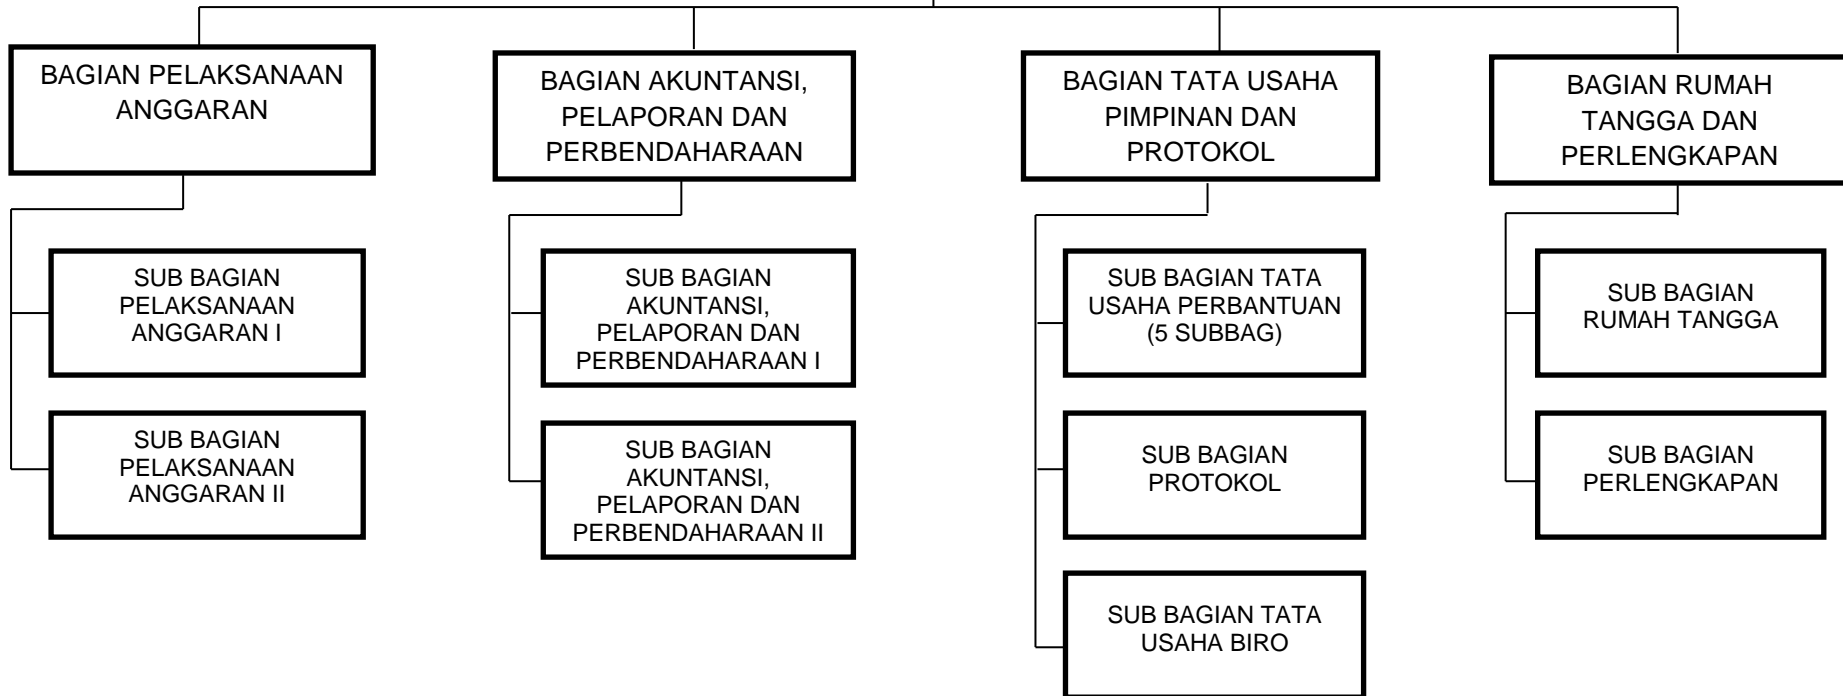 BAGIAN PELAKSANAAN
ANGGARAN
BAGIAN AKUNTANSI,
PELAPORAN DAN
PERBENDAHARAAN
BAGIAN TATA USAHA
PIMPINAN DAN
PROTOKOL
BAGIAN RUMAH
TANGGA DAN
PERLENGKAPAN
SUB BAGIAN
PELAKSANAAN
ANGGARAN I
SUB BAGIAN
AKUNTANSI,
PELAPORAN DAN
PERBENDAHARAAN I
SUB BAGIAN TATA
USAHA PERBANTUAN
(5 SUBBAG)
SUB BAGIAN
RUMAH TANGGA
SUB BAGIAN
PELAKSANAAN
ANGGARAN II
SUB BAGIAN
AKUNTANSI,
PELAPORAN DAN
PERBENDAHARAAN II
SUB BAGIAN
PROTOKOL
SUB BAGIAN
PERLENGKAPAN
SUB BAGIAN TATA
USAHA BIRO